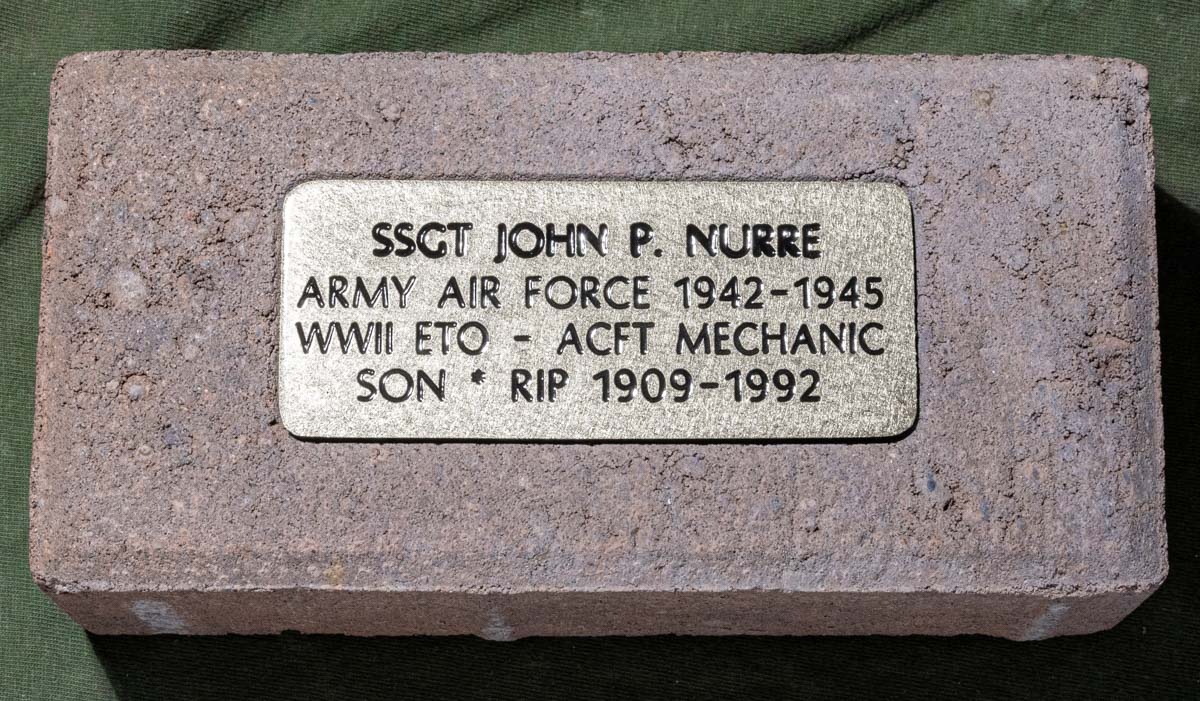 SSGT JOHN P. NURRE
ARMY AIR FORCE 1942-1945
WWII ETO - ACFT MECHANIC
SON * RIP 1909-1992